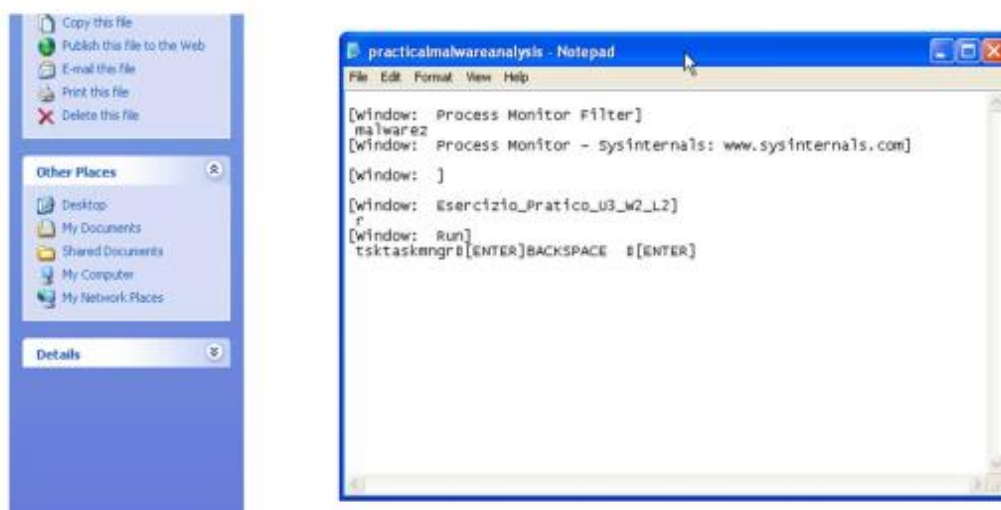 Copy this file
Publish this file to the Web
E-mail this file
Print this file
Delete this file
Other Places
Desktop
My Documents
Shared Documents
My Computer
My Network Places
Details
practicalmalwareanalysis - Notepad
File Edit Format View Help
[Window: Process Monitor Filter]
malwarez
[Window: Process Monitor - Sysinternals: www.sysinternals.com]
[Window: ]
[Window: Esercizio_Pratico_U3_W2_L2]
r
[Window: Run]
tsktaskmngr▯[ENTER]BACKSPACE ▯[ENTER]